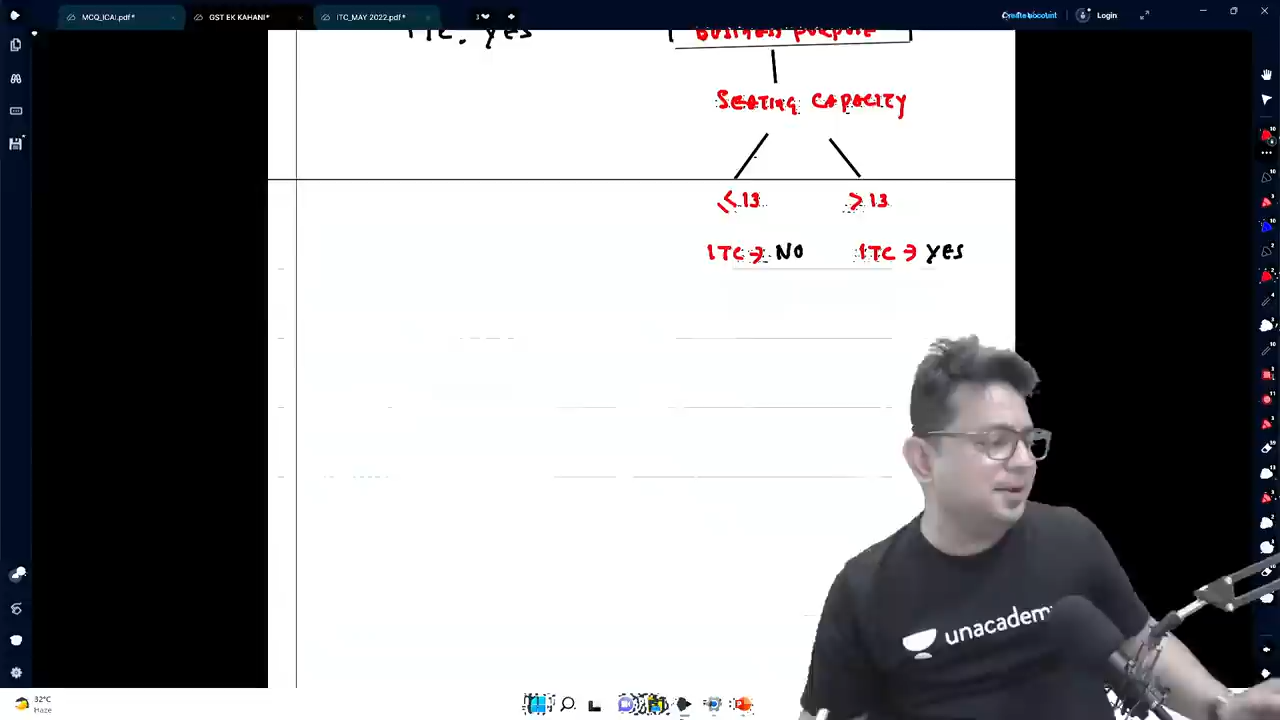 MCQ_ICAI.pdf*
GST EK KAHANI*
ITC_MAY 2022.pdf*
Login
ITC. Yes
Business purpose
Seating capacity
≤ 13
> 13
ITC → NO
ITC → YES
unacademy
32°C
Haze